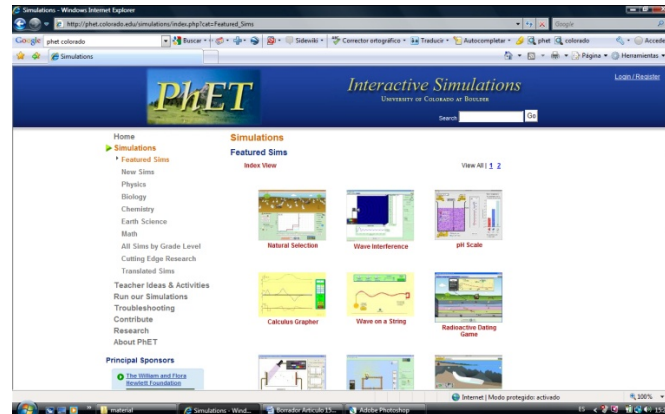 Simulations - Windows Internet Explorer
http://phet.colorado.edu/simulations/index.php?cat=Featured_Sims
Google
Google phet colorado Buscar Sidewiki Corrector ortográfico Traducir Autocompletar phet colorado Accede
Simulations Página Herramientas
Login / Register
PhET
Interactive Simulations
University of Colorado at Boulder
Search Go
Home
Simulations
Featured Sims
New Sims
Physics
Biology
Chemistry
Earth Science
Math
All Sims by Grade Level
Cutting Edge Research
Translated Sims
Teacher Ideas & Activities
Run our Simulations
Troubleshooting
Contribute
Research
About PhET
Principal Sponsors
The William and Flora
Hewlett Foundation
Simulations
Featured Sims
Index View View All | 1 2
Natural Selection Wave Interference pH Scale
Calculus Grapher Wave on a String Radioactive Dating
Game
Internet | Modo protegido: activado 100%
material Simulations - Wind... Borrador Artículo 15... Adobe Photoshop ES